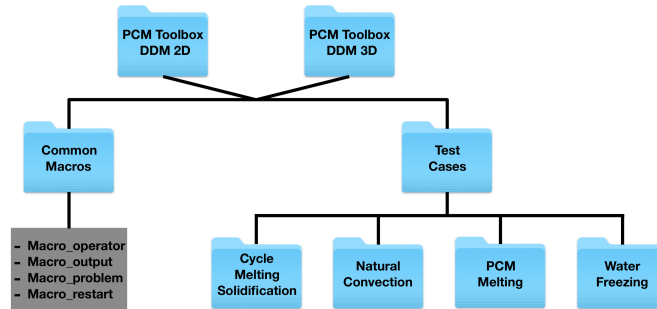 PCM Toolbox
DDM 2D
PCM Toolbox
DDM 3D
Common
Macros
Test
Cases
- Macro_operator
- Macro_output
- Macro_problem
- Macro_restart
Cycle
Melting
Solidification
Natural
Convection
PCM
Melting
Water
Freezing